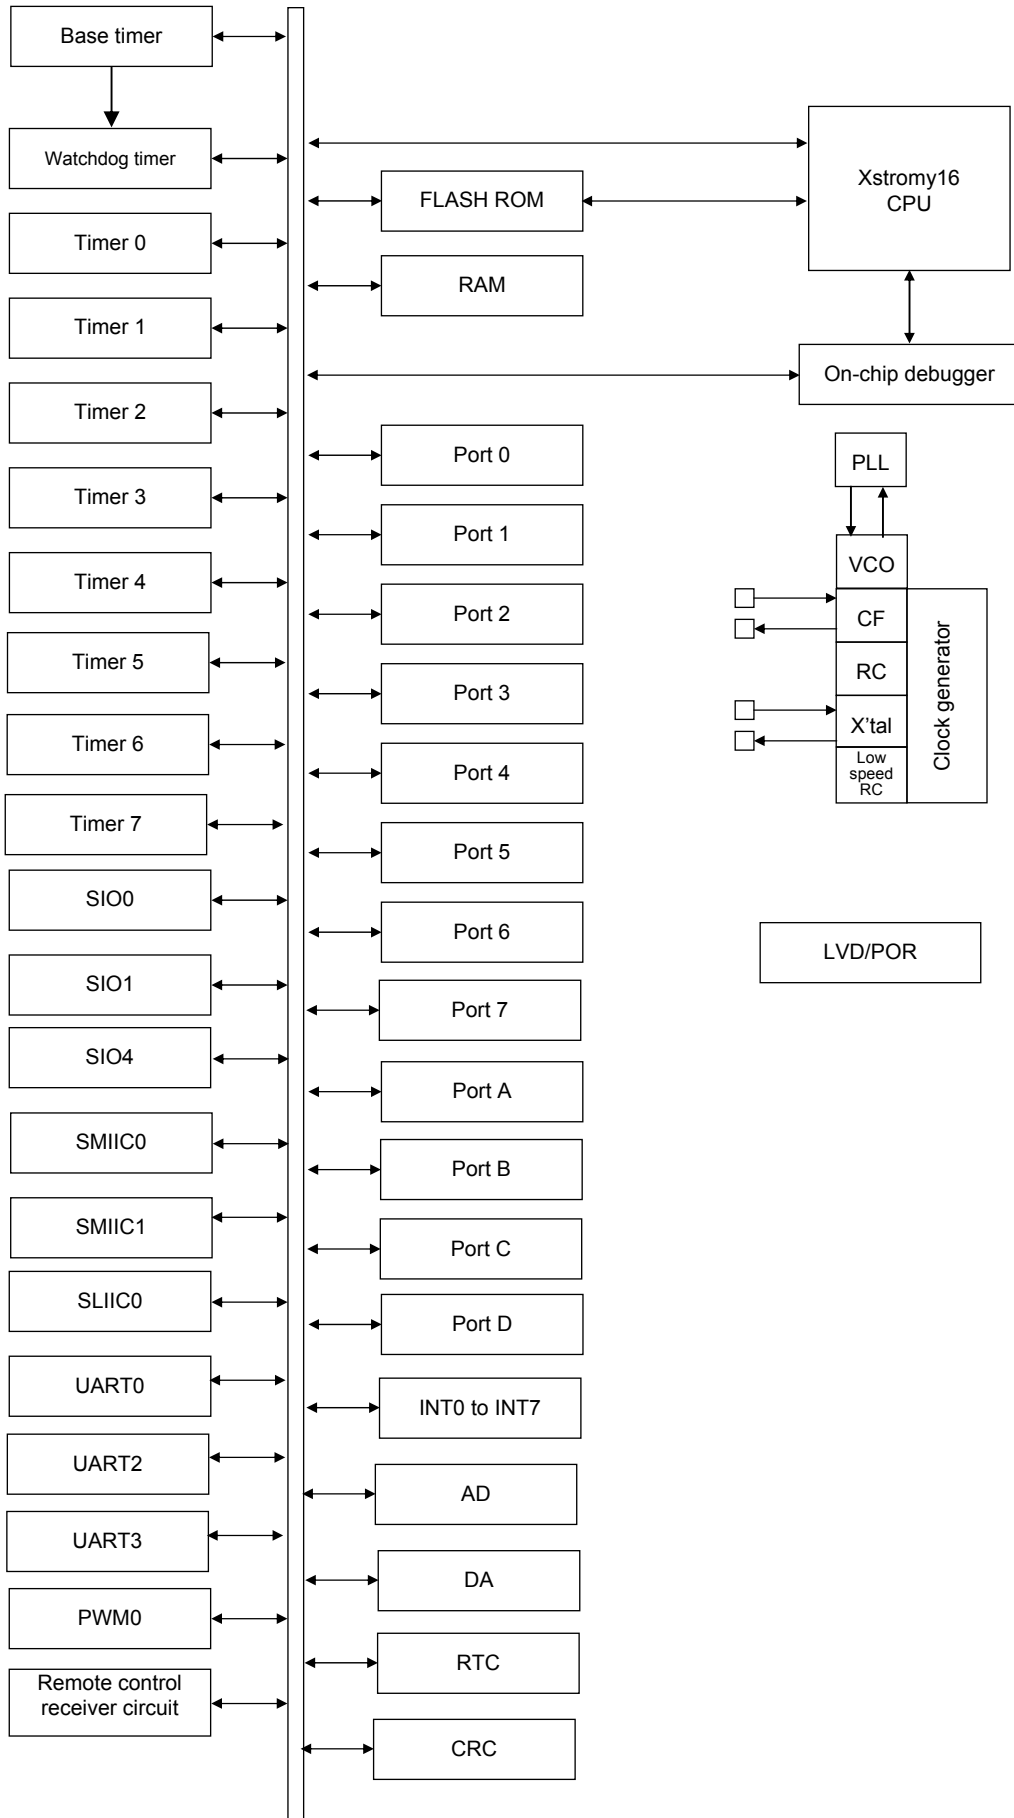 Base timer
Watchdog timer
Timer 0
Timer 1
Timer 2
Timer 3
Timer 4
Timer 5
Timer 6
Timer 7
SIO0
SIO1
SIO4
SMIIC0
SMIIC1
SLIIC0
UART0
UART2
UART3
PWM0
Remote control
receiver circuit
FLASH ROM
RAM
Port 0
Port 1
Port 2
Port 3
Port 4
Port 5
Port 6
Port 7
Port A
Port B
Port C
Port D
INT0 to INT7
AD
DA
RTC
CRC
Xstromy16
CPU
On-chip debugger
PLL
VCO
CF
RC
X'tal
Low
speed
RC
Clock generator
LVD/POR